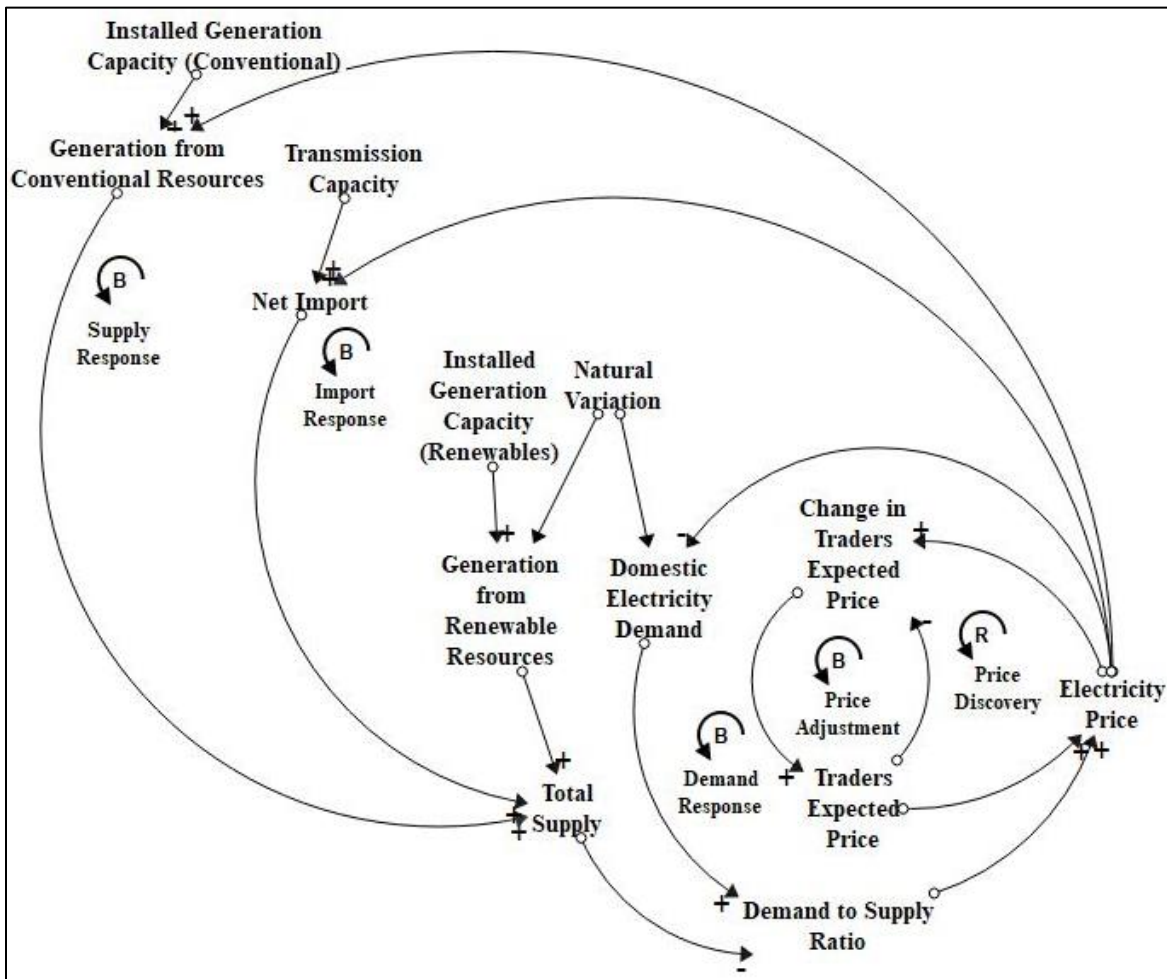 Installed Generation
Capacity (Conventional)
+
+
Generation from
Conventional Resources
Transmission
Capacity
+
+
Net Import
B
Supply
Response
B
Import
Response
Installed
Generation
Capacity
(Renewables)
Natural
Variation
+
-
Generation
from
Renewable
Resources
Domestic
Electricity
Demand
Change in
Traders
Expected
Price
+
-
B
Price
Adjustment
R
Price
Discovery
Electricity
Price
+
+
B
Demand
Response
+
Traders
Expected
Price
+
Total
Supply
+
+
+
Demand to Supply
Ratio
-